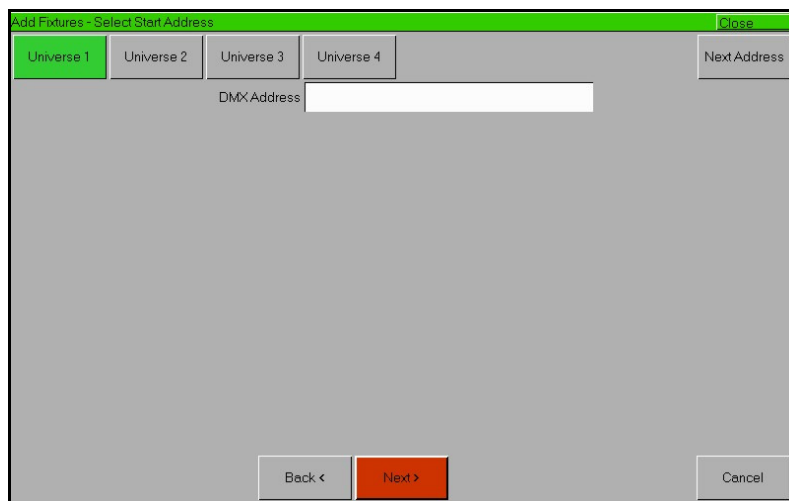 Add Fixtures - Select Start Address Close
Universe 1 Universe 2 Universe 3 Universe 4 Next Address
DMX Address
Back < Next > Cancel